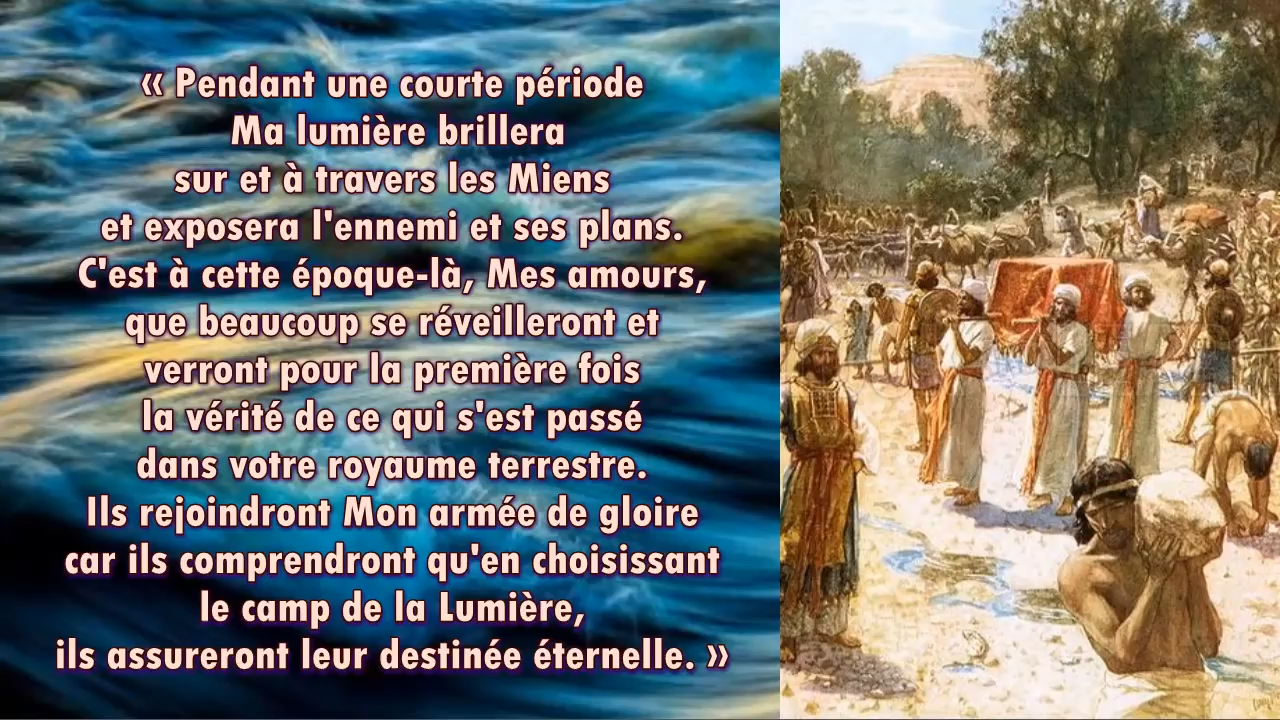 « Pendant une courte période
Ma lumière brillera
sur et à travers les Miens
et exposera l'ennemi et ses plans.
C'est à cette époque-là, Mes amours,
que beaucoup se réveilleront et
verront pour la première fois
la vérité de ce qui s'est passé
dans votre royaume terrestre.
Ils rejoindront Mon armée de gloire
car ils comprendront qu'en choisissant
le camp de la Lumière,
ils assureront leur destinée éternelle. »